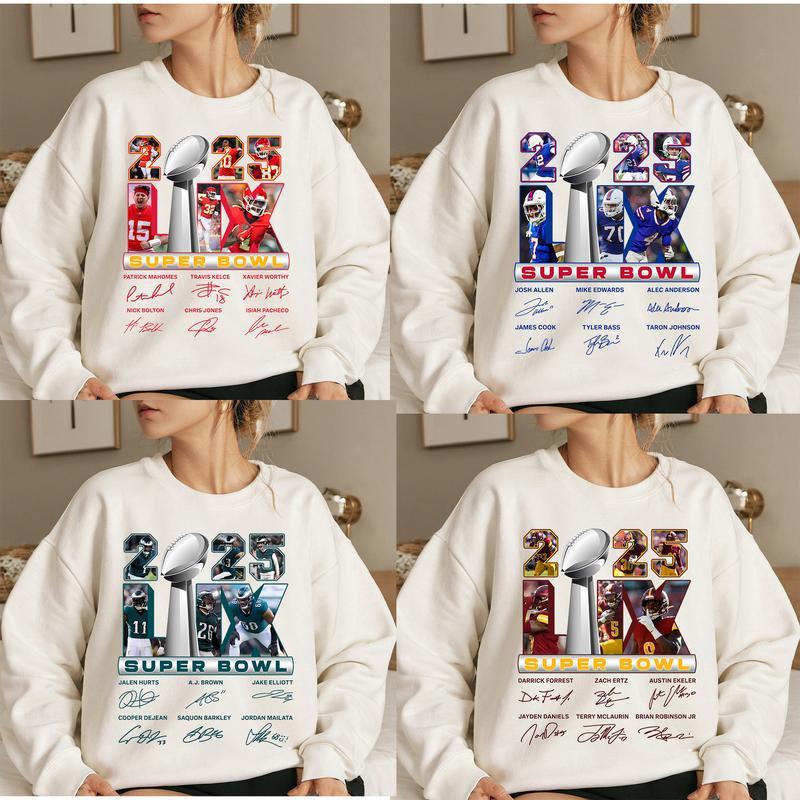 2025
LIX
SUPER BOWL
PATRICK MAHOMES TRAVIS KELCE XAVIER WORTHY
NICK BOLTON CHRIS JONES ISIAH PACHECO
2025
LIX
SUPER BOWL
JOSH ALLEN MIKE EDWARDS ALEC ANDERSON
JAMES COOK TYLER BASS TARON JOHNSON
2025
LIX
SUPER BOWL
JALEN HURTS A.J. BROWN JAKE ELLIOTT
COOPER DEJEAN SAQUON BARKLEY JORDAN MAILATA
2025
LIX
SUPER BOWL
DARRICK FORREST ZACH ERTZ AUSTIN EKELER
JAYDEN DANIELS TERRY MCLAURIN BRIAN ROBINSON JR